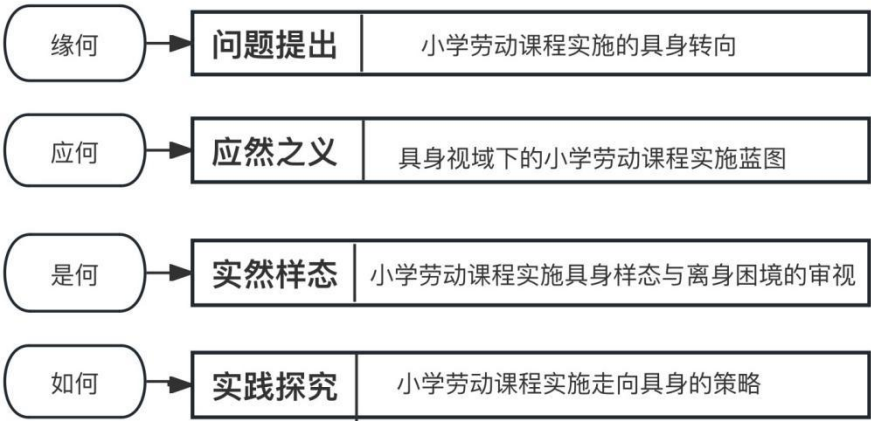 缘何 问题提出 小学劳动课程实施的具身转向
应何 应然之义 具身视域下的小学劳动课程实施蓝图
是何 实然样态 小学劳动课程实施具身样态与离身困境的审视
如何 实践探究 小学劳动课程实施走向具身的策略